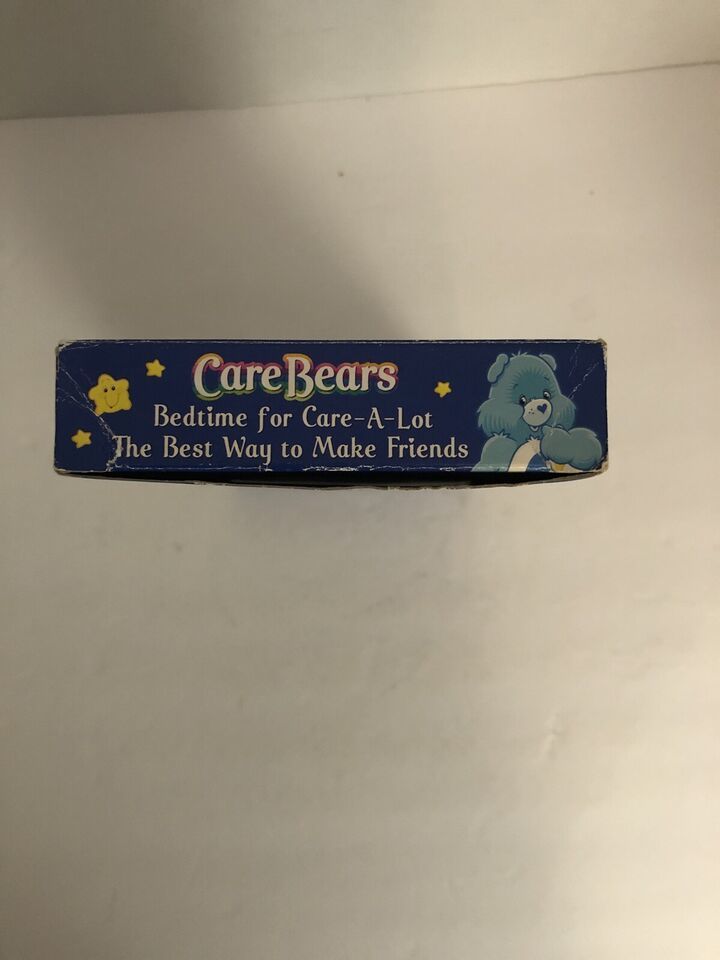 Care Bears
Bedtime for Care-A-Lot
The Best Way to Make Friends